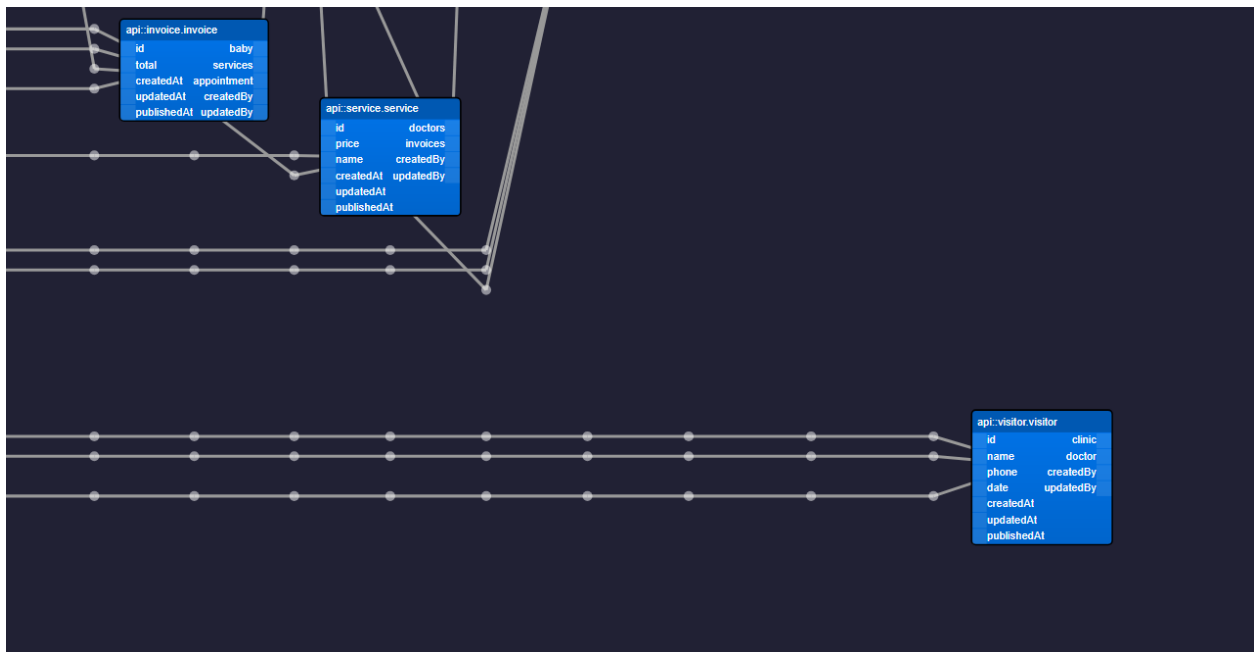 api::invoice.invoice
id baby
total services
createdAt appointment
updatedAt createdBy
publishedAt updatedBy
api::service.service
id doctors
price invoices
name createdBy
createdAt updatedBy
updatedAt
publishedAt
api::visitor.visitor
id clinic
name doctor
phone createdBy
date updatedBy
createdAt
updatedAt
publishedAt